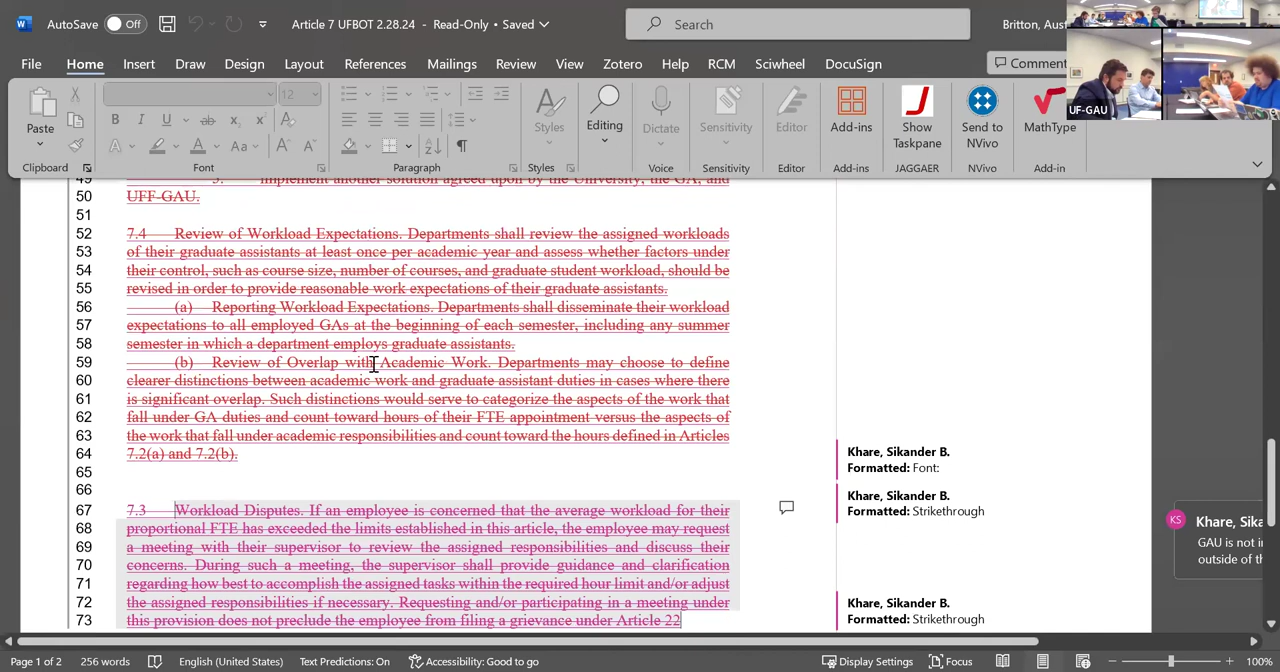 AutoSave Off Article 7 UFBOT 2.28.24 - Read-Only • Saved Search Britton, Aust
File Home Insert Draw Design Layout References Mailings Review View Zotero Help RCM Sciwheel DocuSign Comment
UF-GAU
Paste 12 Styles Editing Dictate Sensitivity Editor Add-ins Show Taskpane Send to NVivo MathType
B I U ab x x A
A A Aa A A
Clipboard Font Paragraph Styles Voice Sensitivity Editor Add-ins JAGGAER NVivo Add-in
49 3. Implement another solution agreed upon by the University, the GA, and
50 UFF-GAU.
51
52 7.4 Review of Workload Expectations. Departments shall review the assigned workloads
53 of their graduate assistants at least once per academic year and assess whether factors under
54 their control, such as course size, number of courses, and graduate student workload, should be
55 revised in order to provide reasonable work expectations of their graduate assistants.
56 (a) Reporting Workload Expectations. Departments shall disseminate their workload
57 expectations to all employed GAs at the beginning of each semester, including any summer
58 semester in which a department employs graduate assistants.
59 (b) Review of Overlap with Academic Work. Departments may choose to define
60 clearer distinctions between academic work and graduate assistant duties in cases where there
61 is significant overlap. Such distinctions would serve to categorize the aspects of the work that
62 fall under GA duties and count toward hours of their FTE appointment versus the aspects of
63 the work that fall under academic responsibilities and count toward the hours defined in Articles
64 7.2(a) and 7.2(b).
65
66
67 7.3 Workload Disputes. If an employee is concerned that the average workload for their
68 proportional FTE has exceeded the limits established in this article, the employee may request
69 a meeting with their supervisor to review the assigned responsibilities and discuss their
70 concerns. During such a meeting, the supervisor shall provide guidance and clarification
71 regarding how best to accomplish the assigned tasks within the required hour limit and/or adjust
72 the assigned responsibilities if necessary. Requesting and/or participating in a meeting under
73 this provision does not preclude the employee from filing a grievance under Article 22
Khare, Sikander B.
Formatted: Font:
Khare, Sikander B.
Formatted: Strikethrough
Khare, Sikander B.
Formatted: Strikethrough
KS Khare, Sika
GAU is not i
outside of th
Page 1 of 2 256 words English (United States) Text Predictions: On Accessibility: Good to go Display Settings Focus 100%